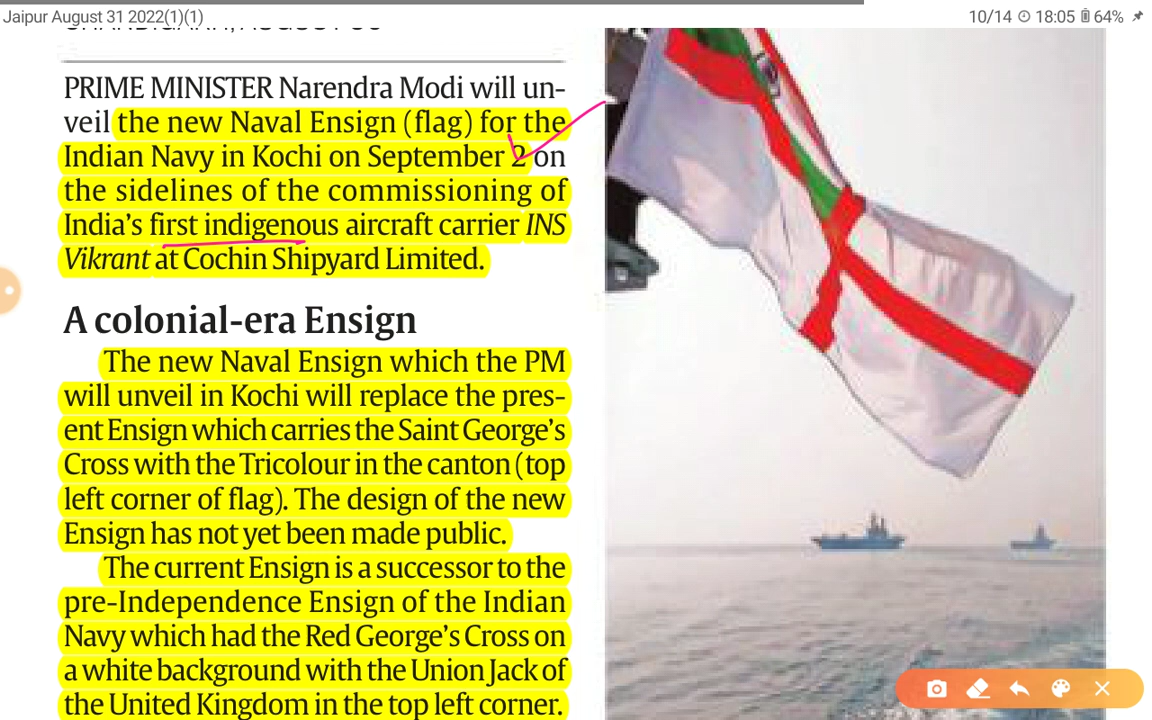 Jaipur August 31 2022(1)(1)
10/14 18:05 64%
PRIME MINISTER Narendra Modi will un-
veil the new Naval Ensign (flag) for the
Indian Navy in Kochi on September 2 on
the sidelines of the commissioning of
India's first indigenous aircraft carrier INS
Vikrant at Cochin Shipyard Limited.
A colonial-era Ensign
The new Naval Ensign which the PM
will unveil in Kochi will replace the pres-
ent Ensign which carries the Saint George's
Cross with the Tricolour in the canton (top
left corner of flag). The design of the new
Ensign has not yet been made public.
The current Ensign is a successor to the
pre-Independence Ensign of the Indian
Navy which had the Red George's Cross on
a white background with the Union Jack of
the United Kingdom in the top left corner.